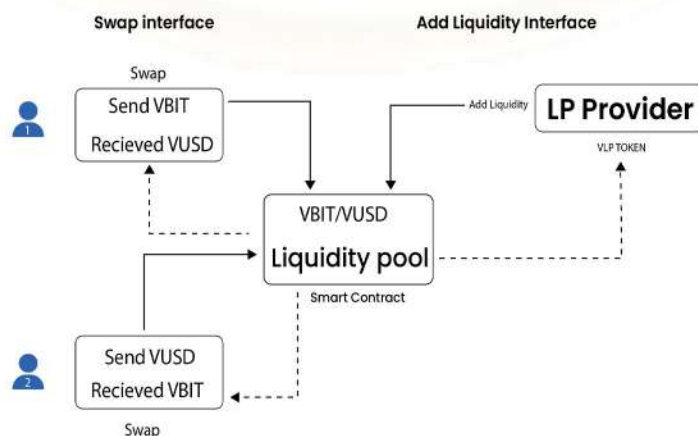 Swap interface
Add Liquidity Interface
Swap
1
Send VBIT
Recieved VUSD
Add Liquidity
LP Provider
VLP TOKEN
VBIT/VUSD
Liquidity pool
Smart Contract
2
Send VUSD
Recieved VBIT
Swap